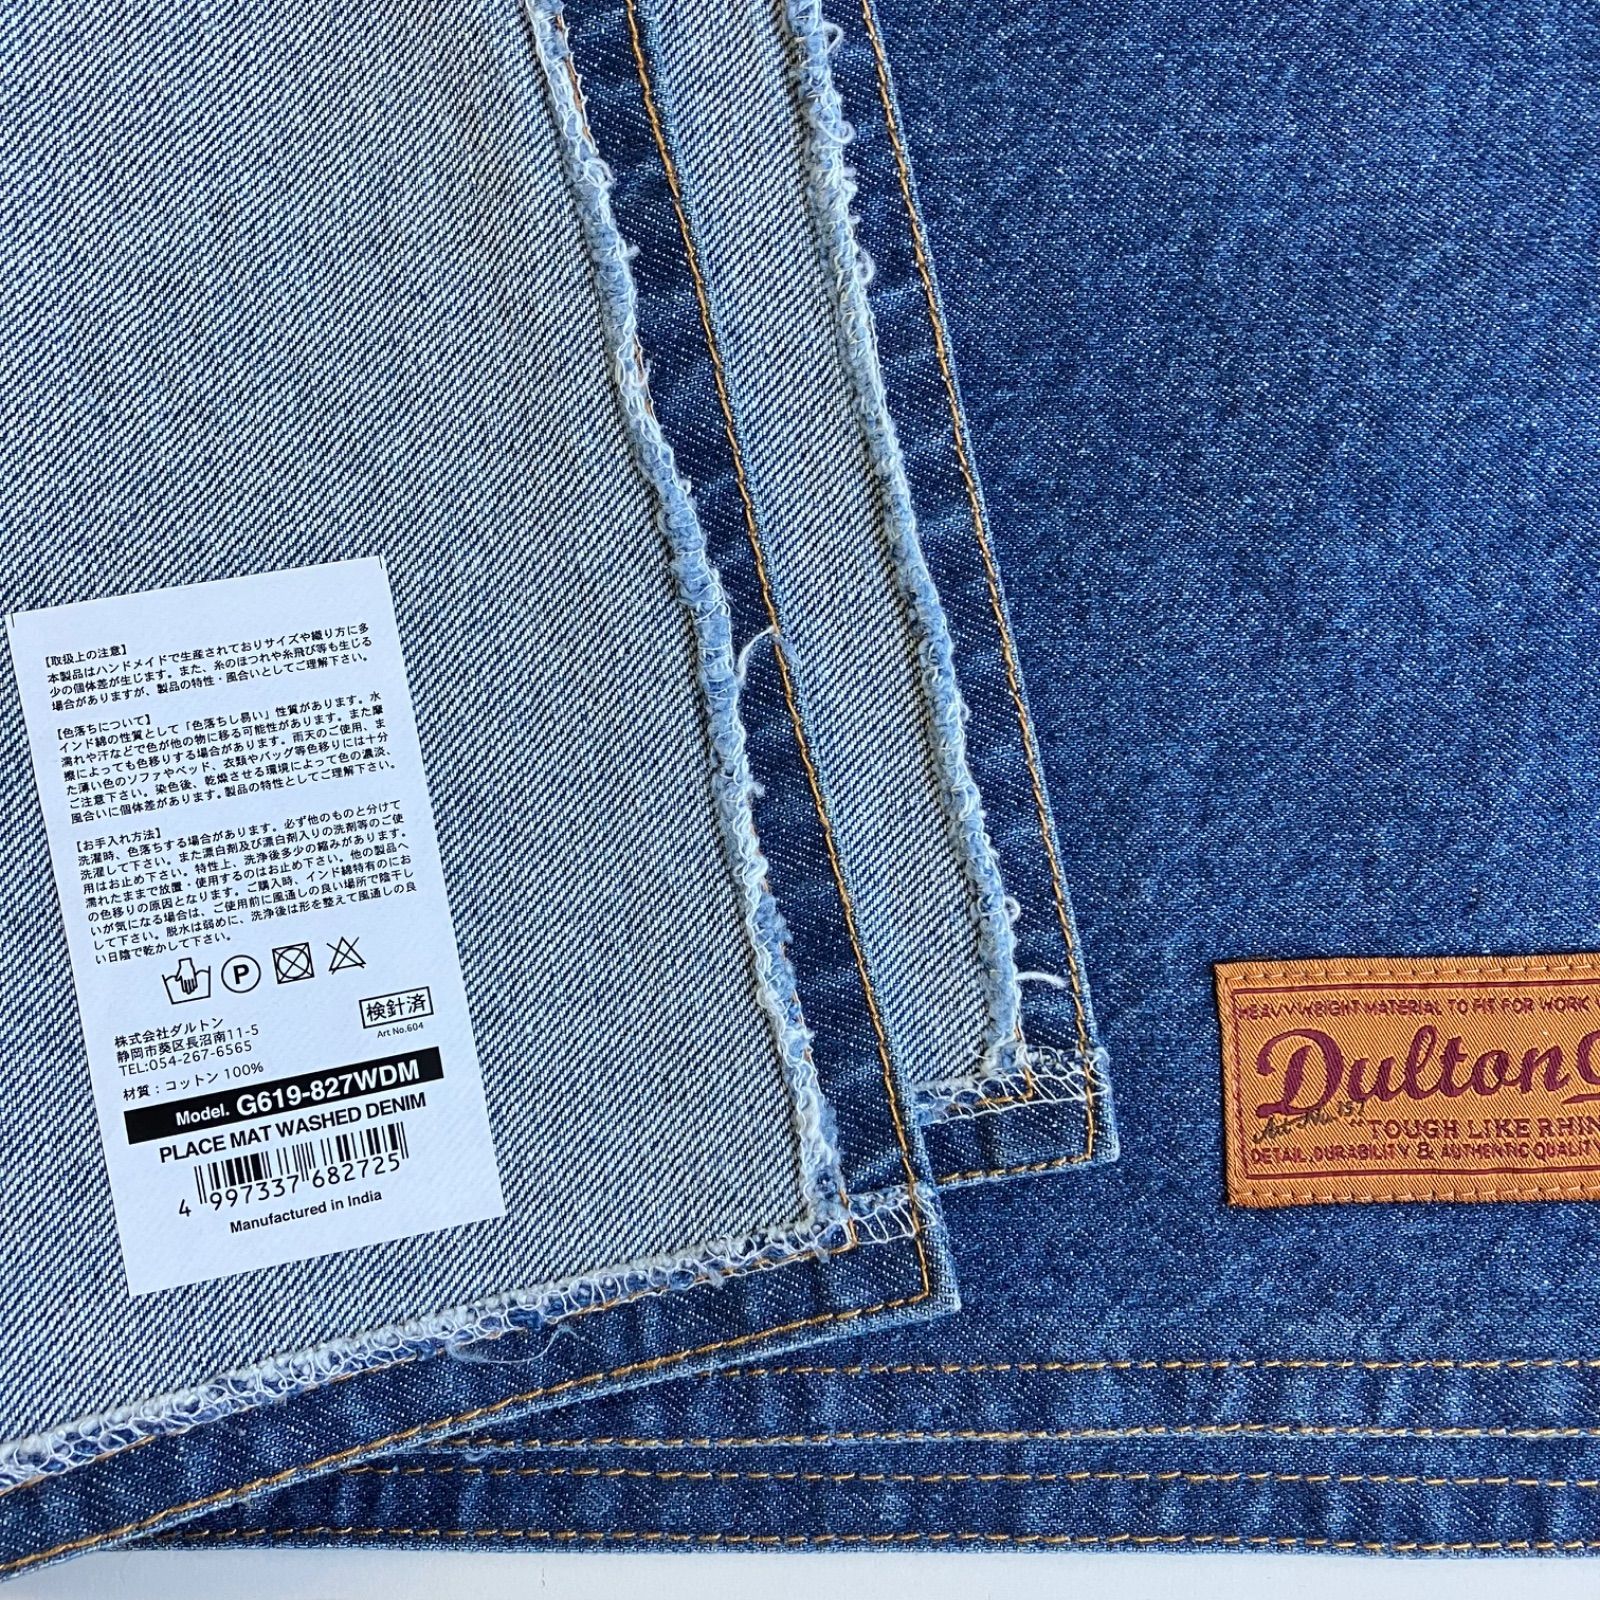 【取扱上の注意】
本製品はハンドメイドで生産されておりサイズや織り方に多
少の個体差が生じます。また、糸のほつれや糸飛び等も生じる
場合がありますが、製品の特性・風合いとしてご理解下さい。
【色落ちについて】
インド綿の性質として「色落ちし易い」性質があります。水
濡れや汗などで色が他の物に移る可能性があります。また摩
擦によっても色移りする場合があります。雨天のご使用、ま
た薄い色のソファやベッド、衣類やバッグ等色移りには十分
ご注意下さい。染色後、乾燥させる環境によって色の濃淡、
風合いに個体差があります。製品の特性としてご理解下さい。
【お手入れ方法】
洗濯時、色落ちする場合があります。必ず他のものと分けて
洗濯して下さい。また漂白剤及び漂白剤入りの洗剤等のご使
用はお止め下さい。特性上、洗浄後多少の縮みがあります。
濡れたままで放置・使用するのはお止め下さい。他の製品へ
の色移りの原因となります。ご購入時、インド綿特有のにお
いが気になる場合は、ご使用前に風通しの良い場所で陰干し
して下さい。脱水は弱めに、洗浄後は形を整えて風通しの良
い日陰で乾かして下さい。
P
検針済
Art No.604
株式会社ダルトン
静岡市葵区長沼南11-5
TEL:054-267-6565
材質：コットン 100%
Model. G619-827WDM
PLACE MAT WASHED DENIM
4 997337 682725
Manufactured in India
HEAVY WEIGHT MATERIAL TO FIT FOR WORK
Dulton
Art No. 157
"TOUGH LIKE RHIN
DETAIL, DURABILITY & AUTHENTIC QUALIT